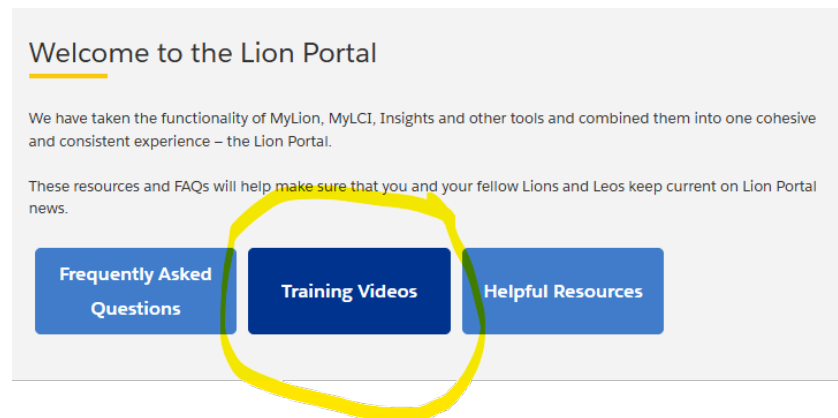 Welcome to the Lion Portal
We have taken the functionality of MyLion, MyLCI, Insights and other tools and combined them into one cohesive
and consistent experience – the Lion Portal.
These resources and FAQs will help make sure that you and your fellow Lions and Leos keep current on Lion Portal
news.
Frequently Asked
Questions
Training Videos
Helpful Resources